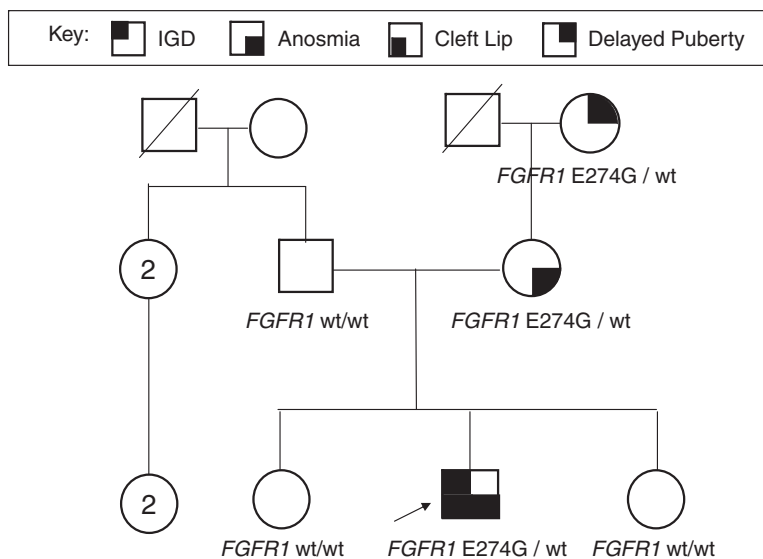 Key: IGD Anosmia Cleft Lip Delayed Puberty
FGFR1 E274G / wt
2
FGFR1 wt/wt FGFR1 E274G / wt
2
FGFR1 wt/wt FGFR1 E274G / wt FGFR1 wt/wt